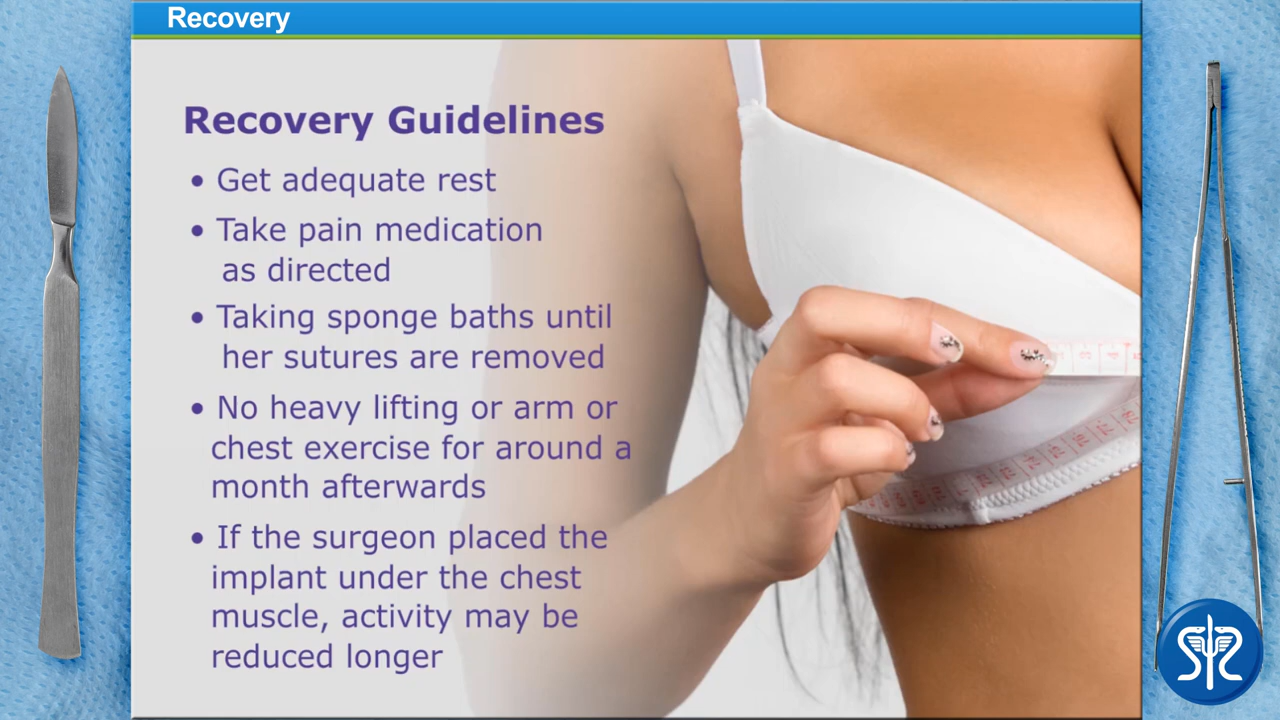 Recovery
Recovery Guidelines
• Get adequate rest
• Take pain medication
as directed
• Taking sponge baths until
her sutures are removed
• No heavy lifting or arm or
chest exercise for around a
month afterwards
• If the surgeon placed the
implant under the chest
muscle, activity may be
reduced longer